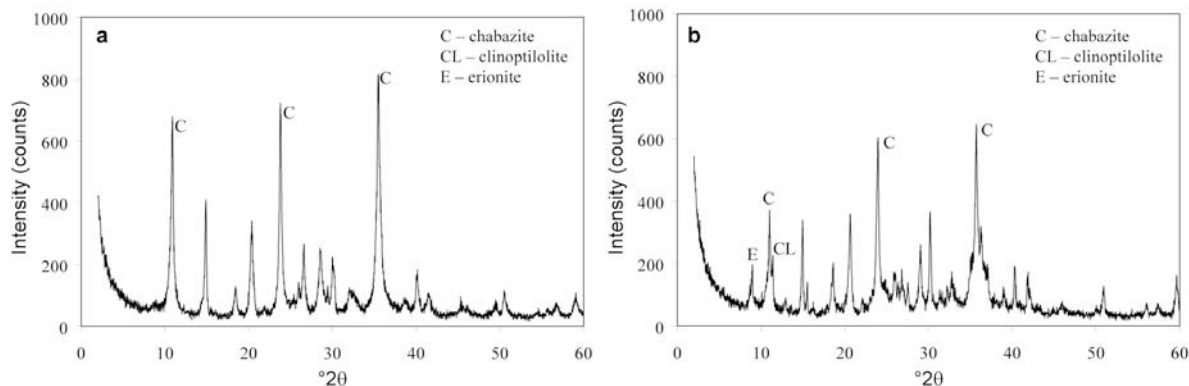 a
C – chabazite
CL – clinoptilolite
E – erionite
1000
800
600
400
200
0
Intensity (counts)
C
C
C
0 10 20 30 40 50 60
°2θ
b
C – chabazite
CL – clinoptilolite
E – erionite
1000
800
600
400
200
0
Intensity (counts)
E
C
CL
C
C
0 10 20 30 40 50 60
°2θ